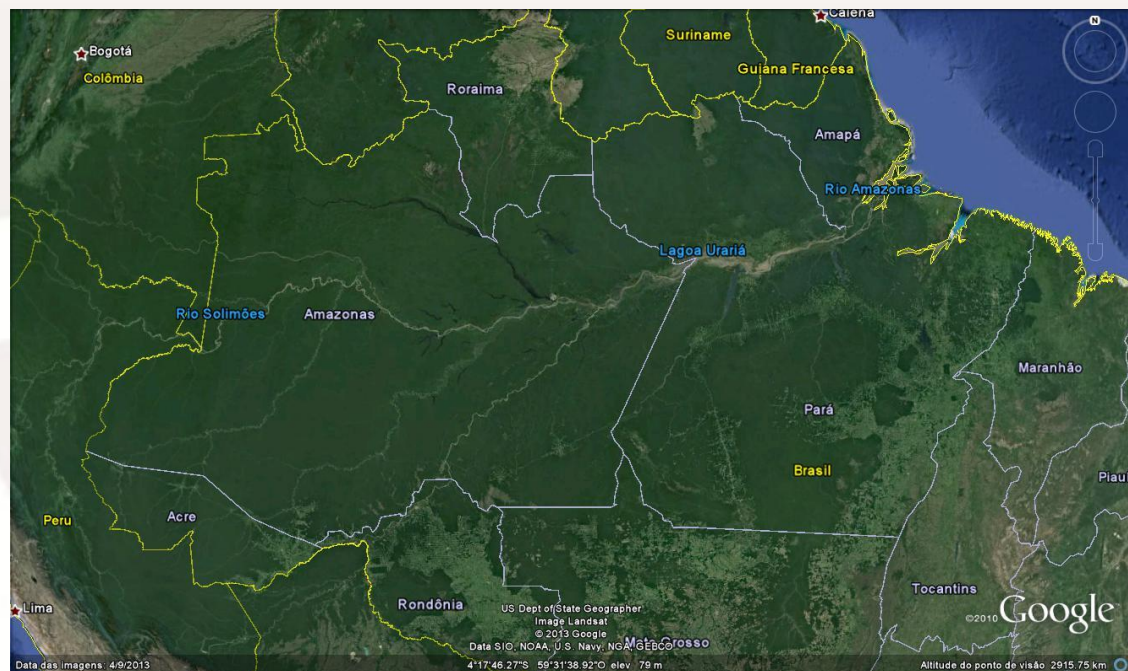 Caiena
N
Bogotá
Suriname
Guiana Francesa
Colômbia
Roraima
Amapá
Rio Amazonas
Lagoa Urariá
Rio Solimões
Amazonas
Maranhão
Pará
Brasil
Piauí
Peru
Acre
Tocantins
Rondônia
Lima
US Dept of State Geographer
Image Landsat
© 2013 Google
Mato Grosso
Data SIO, NOAA, U.S. Navy, NGA, GEBCO
©2010 Google
Data das imagens: 4/9/2013
4°17'46.27"S 59°31'38.92"O elev 79 m
Altitude do ponto de visão 2915.75 km